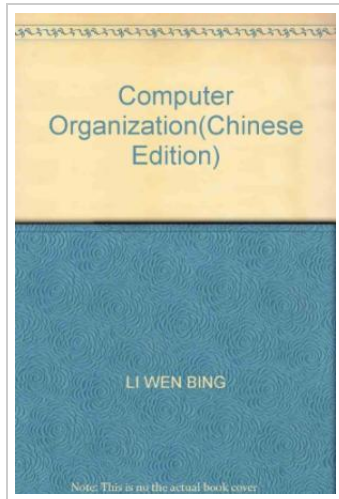 Computer
Organization(Chinese
Edition)
LI WEN BING
Note: This is no the actual book cover